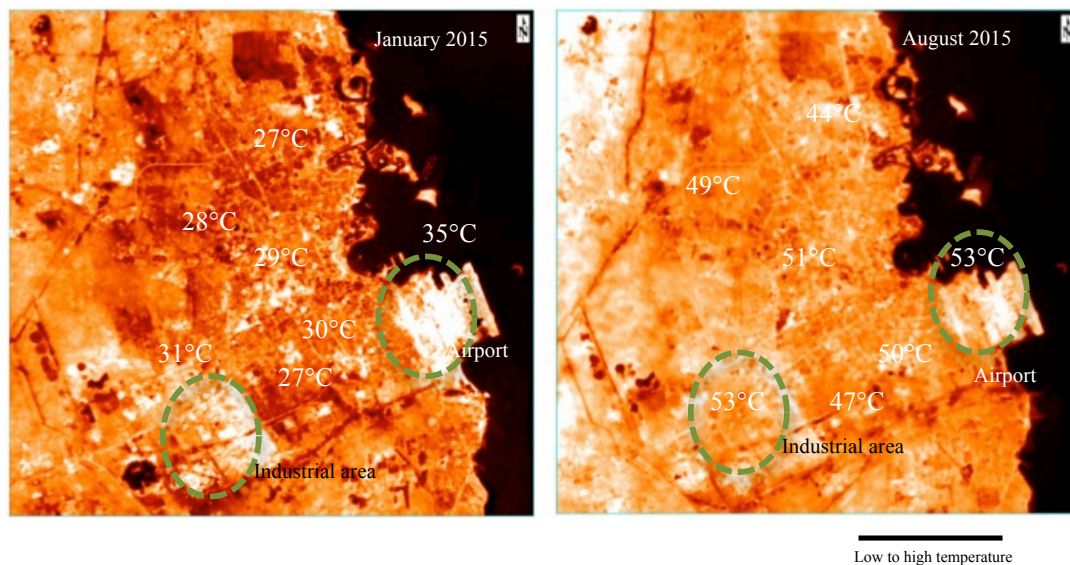 January 2015
N
27°C
28°C
35°C
29°C
30°C
31°C
Airport
27°C
Industrial area
August 2015
N
44°C
49°C
51°C
53°C
50°C
Airport
53°C
47°C
Industrial area
Low to high temperature